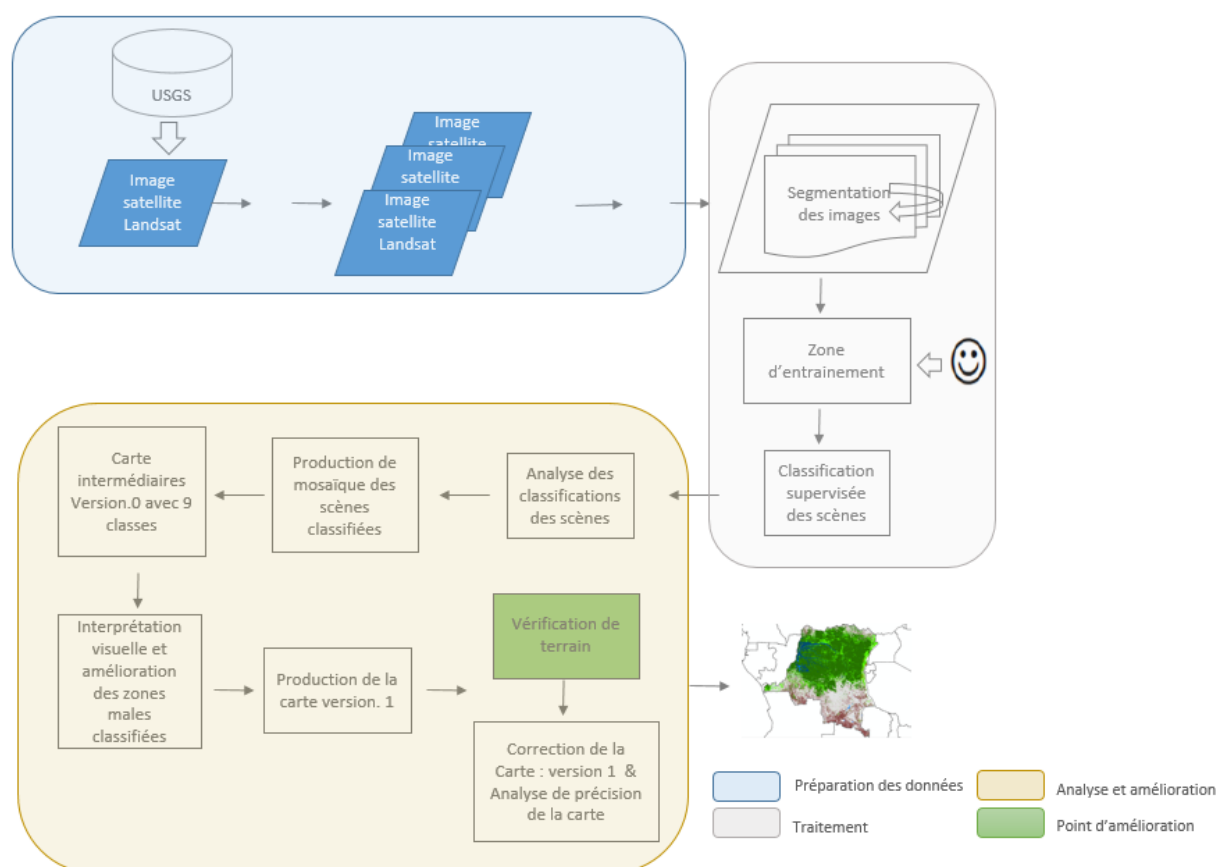 USGS
Image
satellite
Landsat
Image
satellite
Image
satellite
Image
satellite
Landsat
Segmentation
des images
Zone
d’entrainement
Classification
supervisée
des scènes
Analyse des
classifications
des scènes
Production de
mosaïque des
scènes
classifiées
Carte
intermédiaires
Version.0 avec 9
classes
Interprétation
visuelle et
amélioration
des zones
males
classifiées
Production de la
carte version. 1
Vérification de
terrain
Correction de la
Carte : version 1 &
Analyse de précision
de la carte
Préparation des données
Analyse et amélioration
Traitement
Point d’amélioration